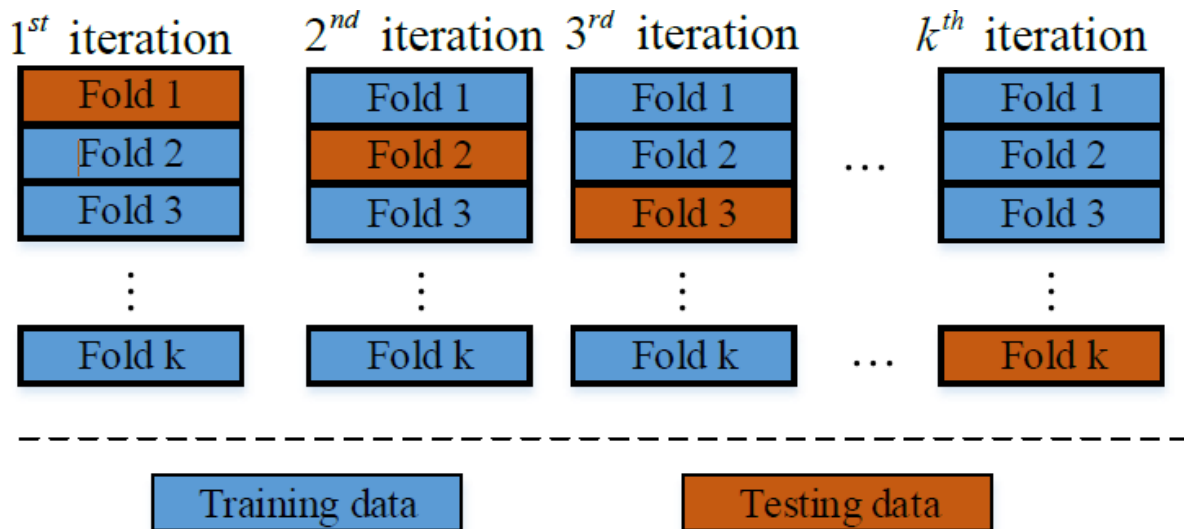 1st iteration
2nd iteration
3rd iteration
kth iteration
Fold 1
Fold 1
Fold 1
Fold 1
Fold 2
Fold 2
Fold 2
...
Fold 2
Fold 3
Fold 3
Fold 3
Fold 3
⋮
⋮
⋮
⋮
Fold k
Fold k
Fold k
...
Fold k
Training data
Testing data